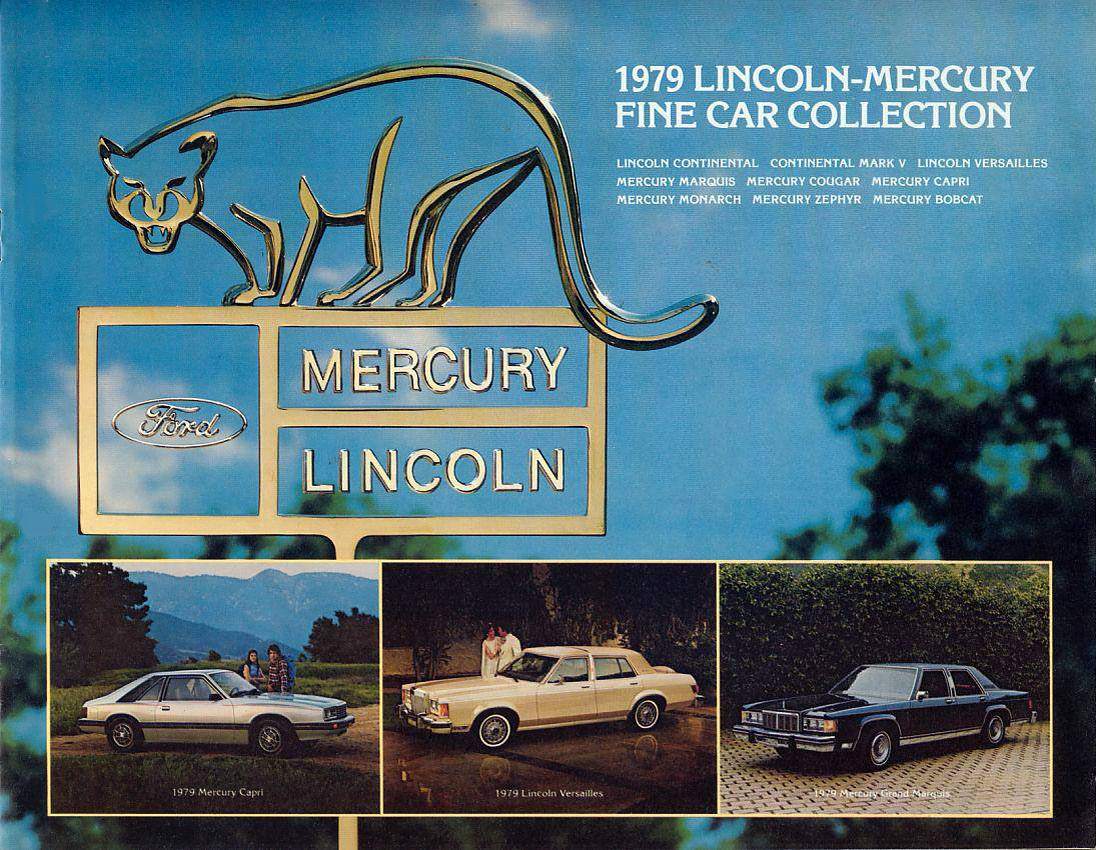 1979 LINCOLN-MERCURY
FINE CAR COLLECTION
LINCOLN CONTINENTAL CONTINENTAL MARK V LINCOLN VERSAILLES
MERCURY MARQUIS MERCURY COUGAR MERCURY CAPRI
MERCURY MONARCH MERCURY ZEPHYR MERCURY BOBCAT
Ford
MERCURY
LINCOLN
1979 Mercury Capri
1979 Lincoln Versailles
1979 Mercury Grand Marquis